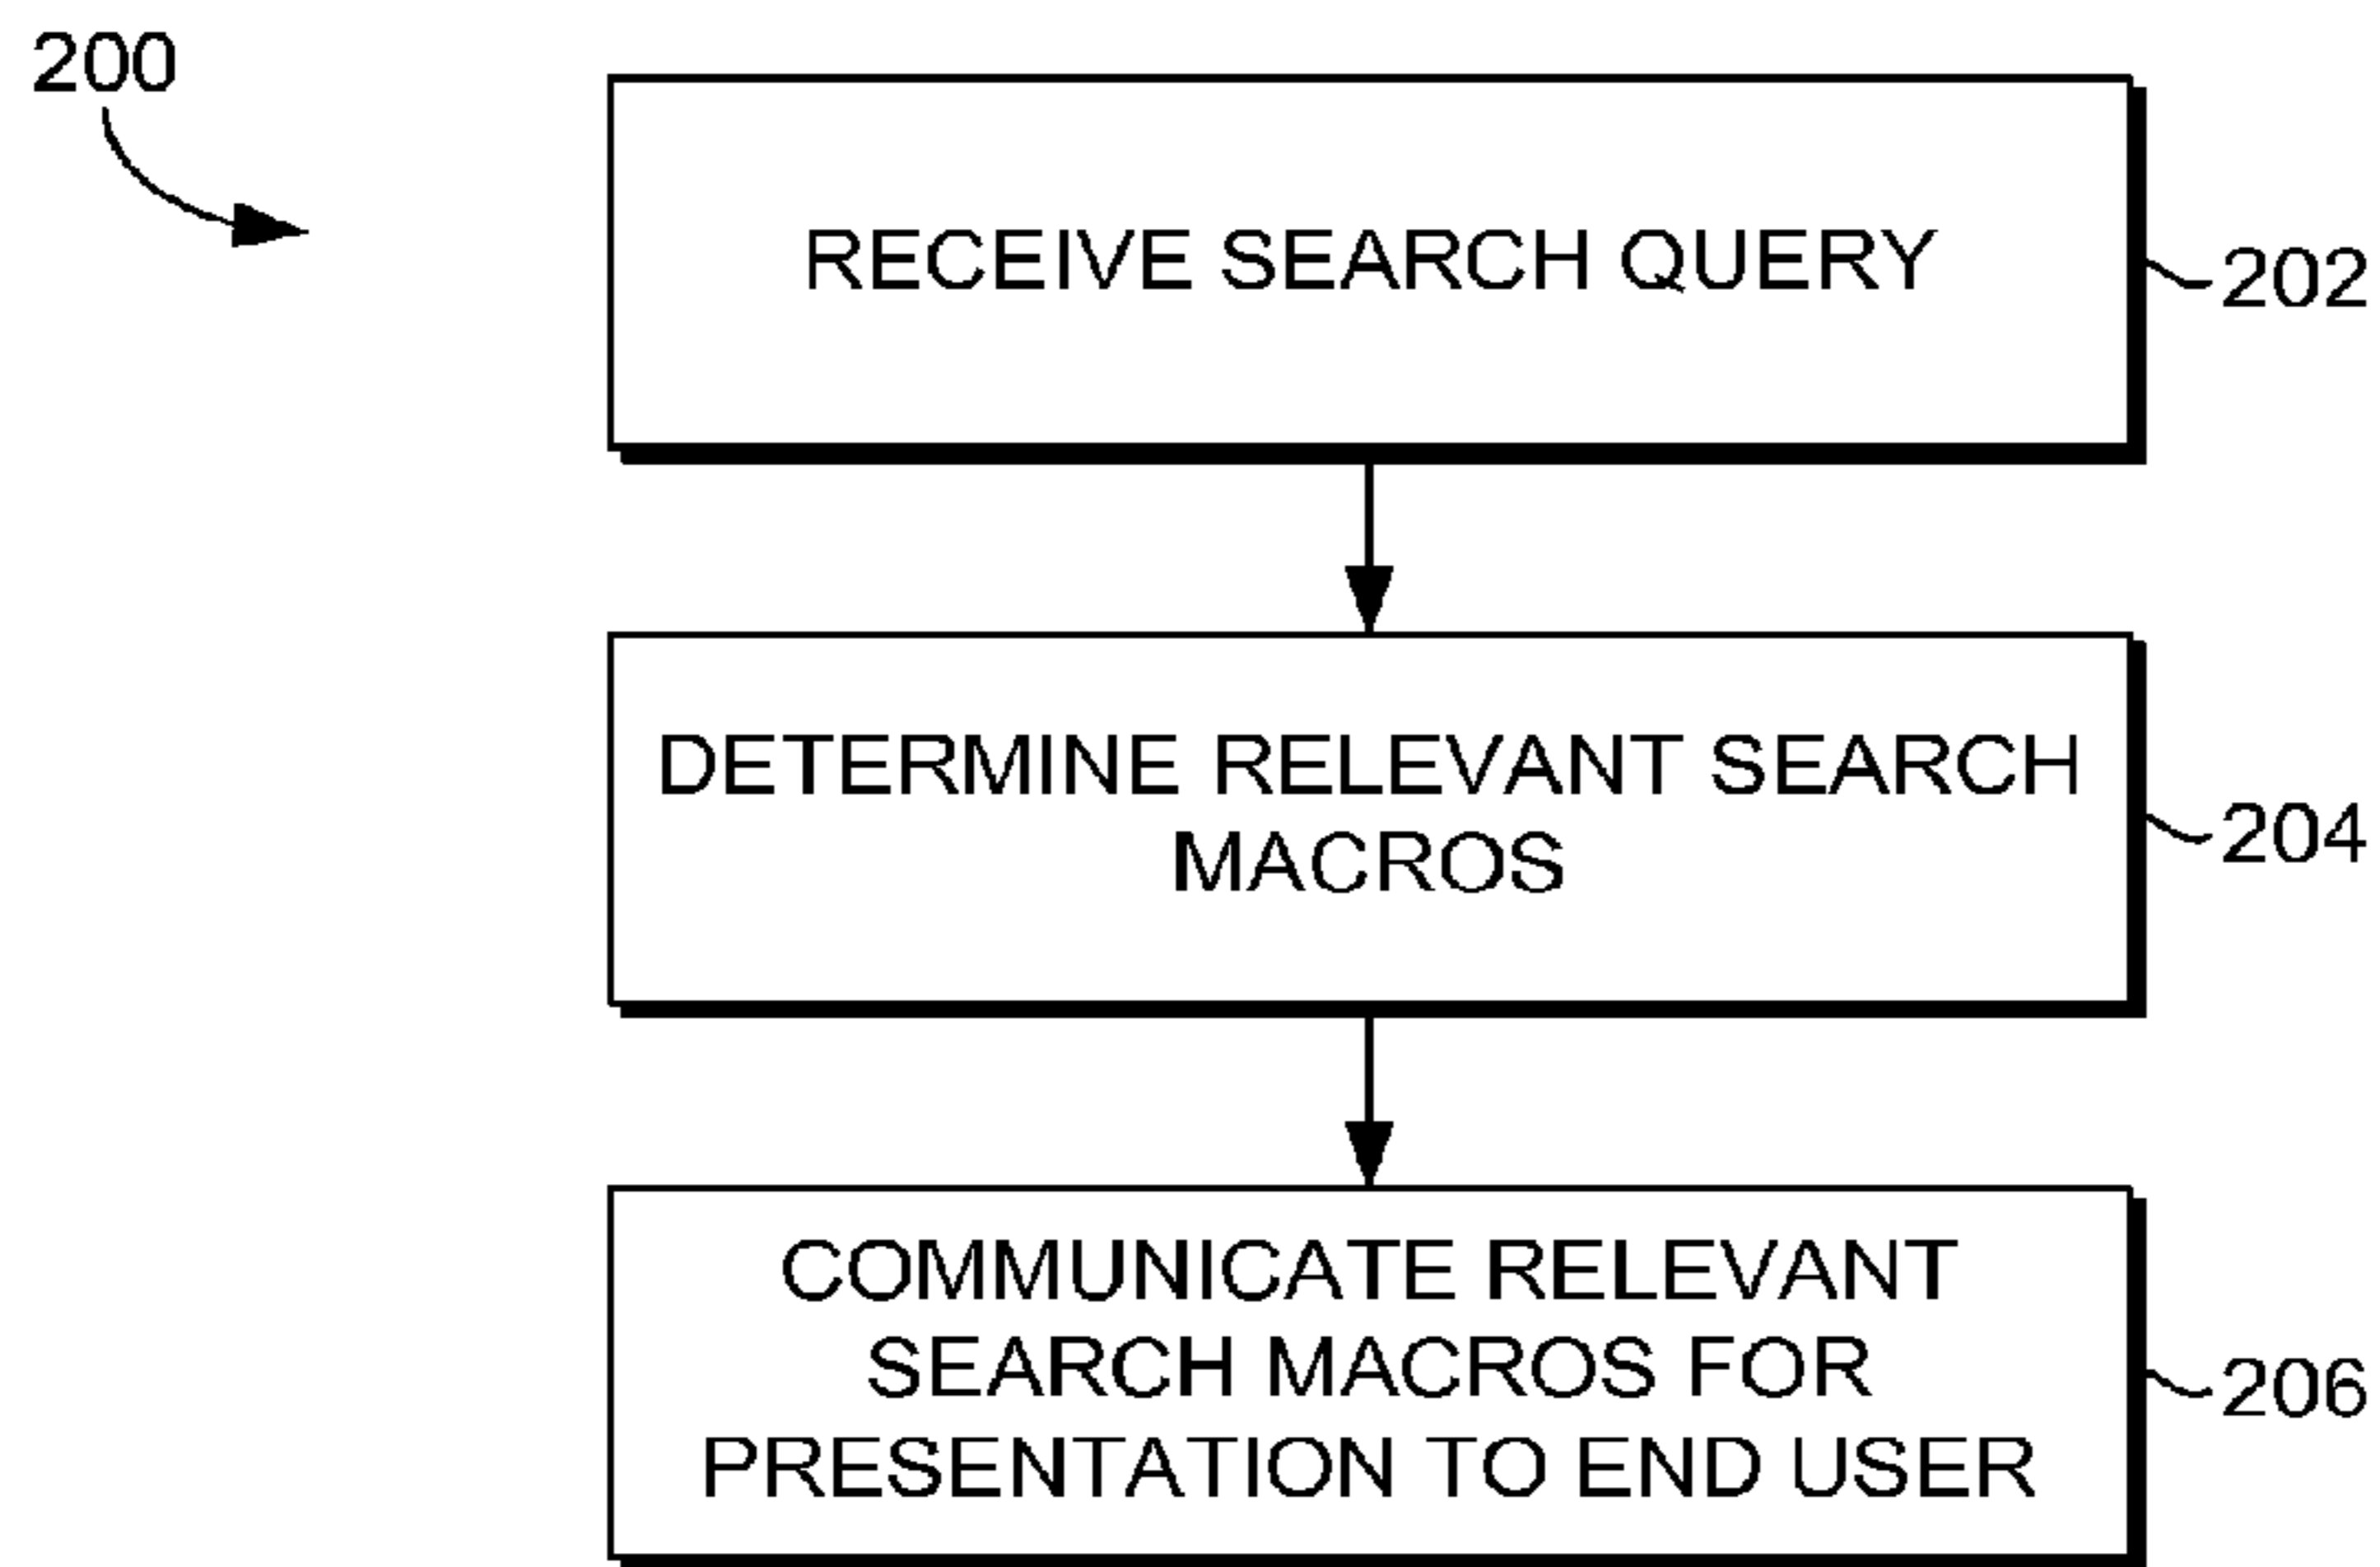 200
RECEIVE SEARCH QUERY
202
DETERMINE RELEVANT SEARCH
MACROS
204
COMMUNICATE RELEVANT
SEARCH MACROS FOR
PRESENTATION TO END USER
206